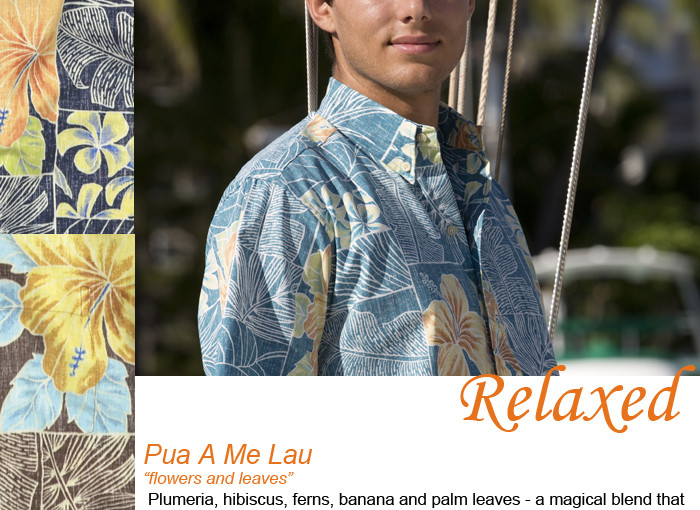 Relaxed
Pua A Me Lau
“flowers and leaves”
Plumeria, hibiscus, ferns, banana and palm leaves - a magical blend that